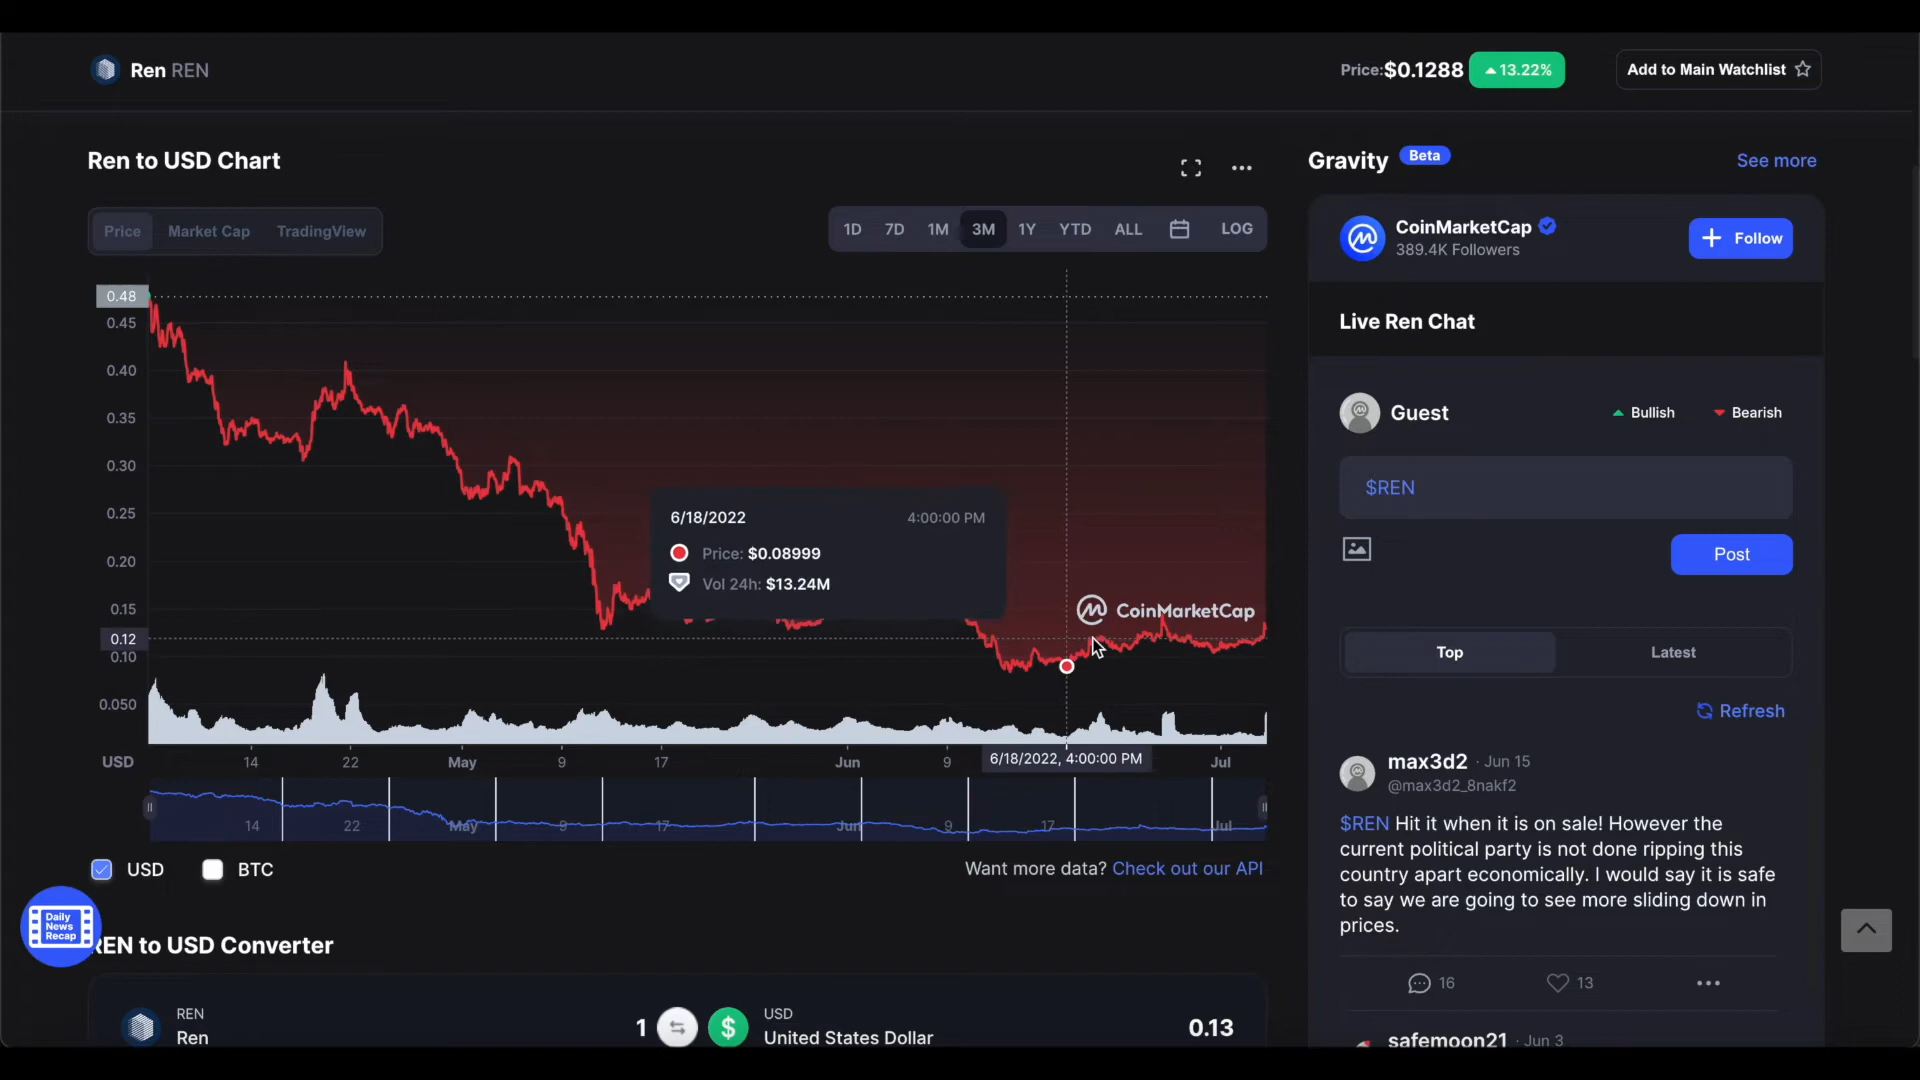 Ren REN
Price:$0.1288 13.22%
Add to Main Watchlist
Ren to USD Chart
Price Market Cap TradingView
1D 7D 1M 3M 1Y YTD ALL LOG
0.48
0.45
0.40
0.35
0.30
0.25
0.20
0.15
0.12
0.10
0.050
6/18/2022 4:00:00 PM
Price: $0.08999
Vol 24h: $13.24M
CoinMarketCap
USD 14 22 May 9 17 Jun 9 6/18/2022, 4:00:00 PM Jul
14 22 May 9 17 Jun 9 17 Jul
USD BTC
Want more data? Check out our API
Daily
News
Recap
REN to USD Converter
REN
Ren
1
USD
United States Dollar
0.13
Gravity Beta
See more
CoinMarketCap
389.4K Followers
Follow
Live Ren Chat
Guest
Bullish Bearish
$REN
Post
Top Latest
Refresh
max3d2 · Jun 15
@max3d2_8nakf2
$REN Hit it when it is on sale! However the
current political party is not done ripping this
country apart economically. I would say it is safe
to say we are going to see more sliding down in
prices.
16 13
safemoon21 · Jun 3